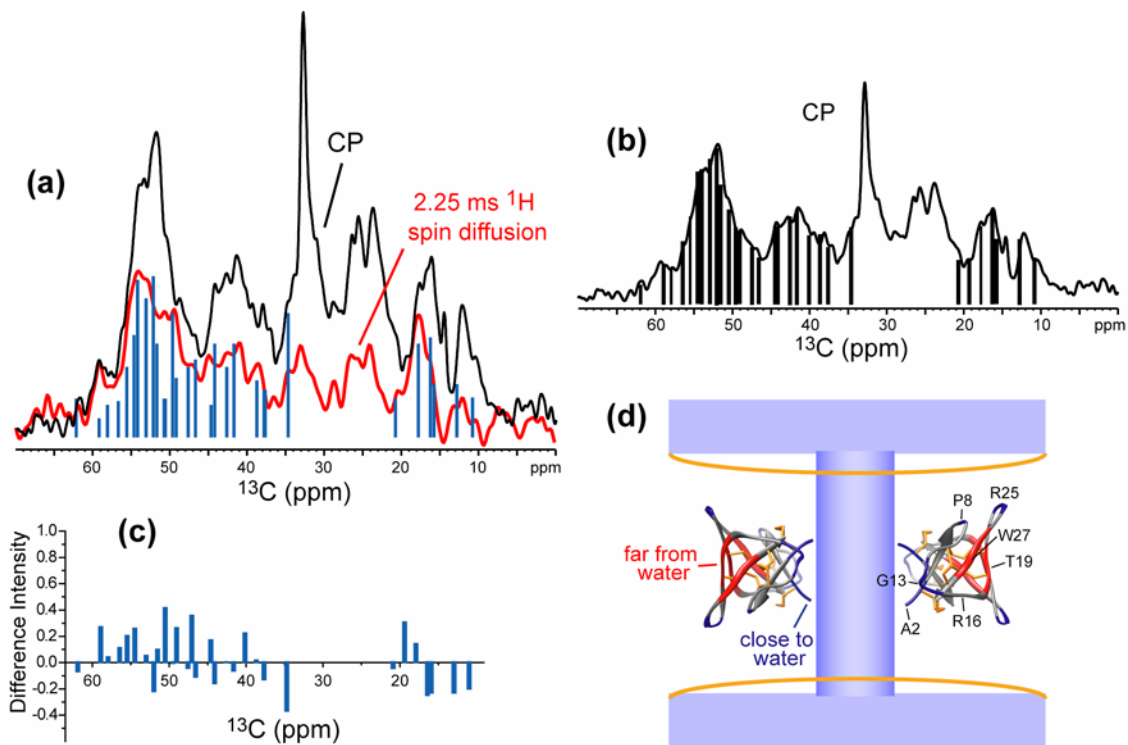 (a)
CP
2.25 ms ¹H
spin diffusion
60 50 40 30 20 10 ppm
¹³C (ppm)
(b)
CP
60 50 40 30 20 10 ppm
¹³C (ppm)
(c)
Difference Intensity
1.0
0.8
0.6
0.4
0.2
0.0
-0.2
-0.4
60 50 40 30 20
¹³C (ppm)
(d)
P8
R25
W27
far from
water
T19
G13
close to
water
A2
R16